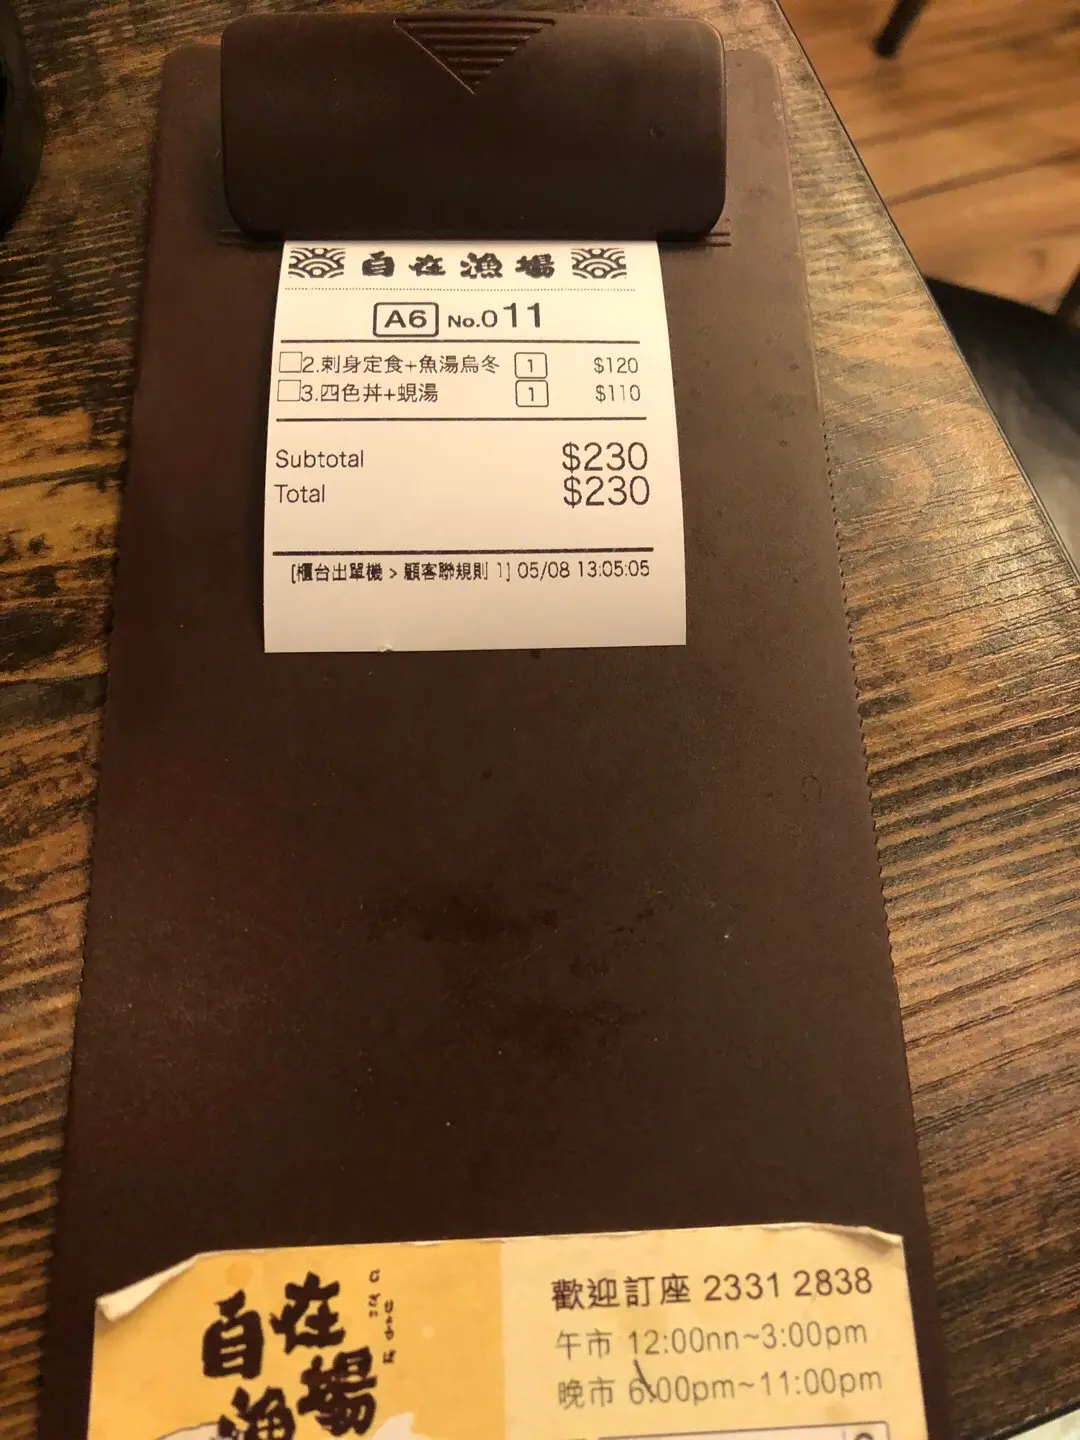 自在漁場
A6 No.011
2.刺身定食+魚湯烏冬 1 $120
3.四色丼+蜆湯 1 $110
Subtotal $230
Total $230
[櫃台出單機 > 顧客聯規則 1] 05/08 13:05:05
自在
漁場
歡迎訂座 2331 2838
午市 12:00nn~3:00pm
晚市 6:00pm~11:00pm